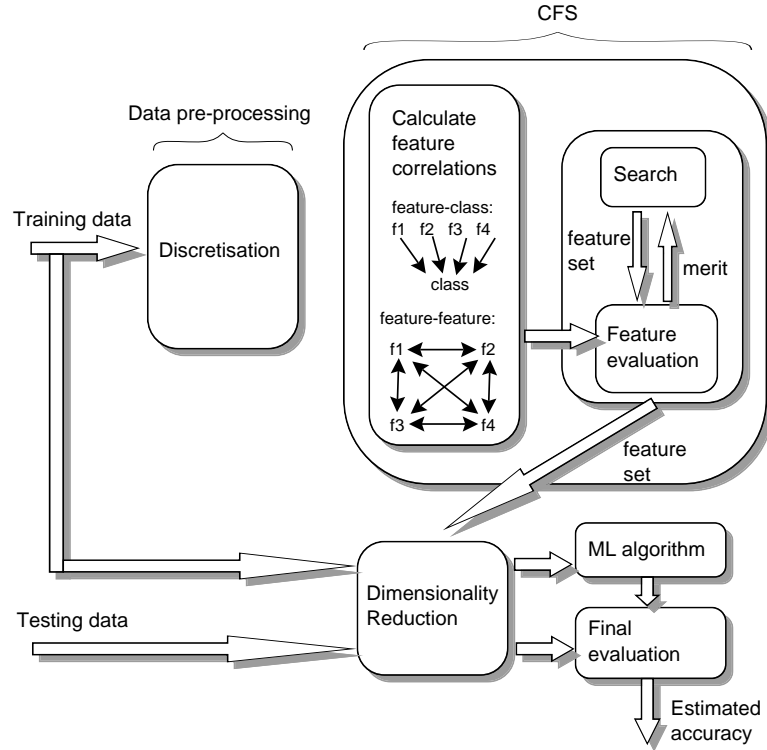 CFS
Data pre-processing
Calculate
feature
correlations
feature-class:
f1 f2 f3 f4
class
feature-feature:
f1 f2
f3 f4
Search
feature
set
merit
Feature
evaluation
Training data
Discretisation
feature
set
ML algorithm
Dimensionality
Reduction
Testing data
Final
evaluation
Estimated
accuracy